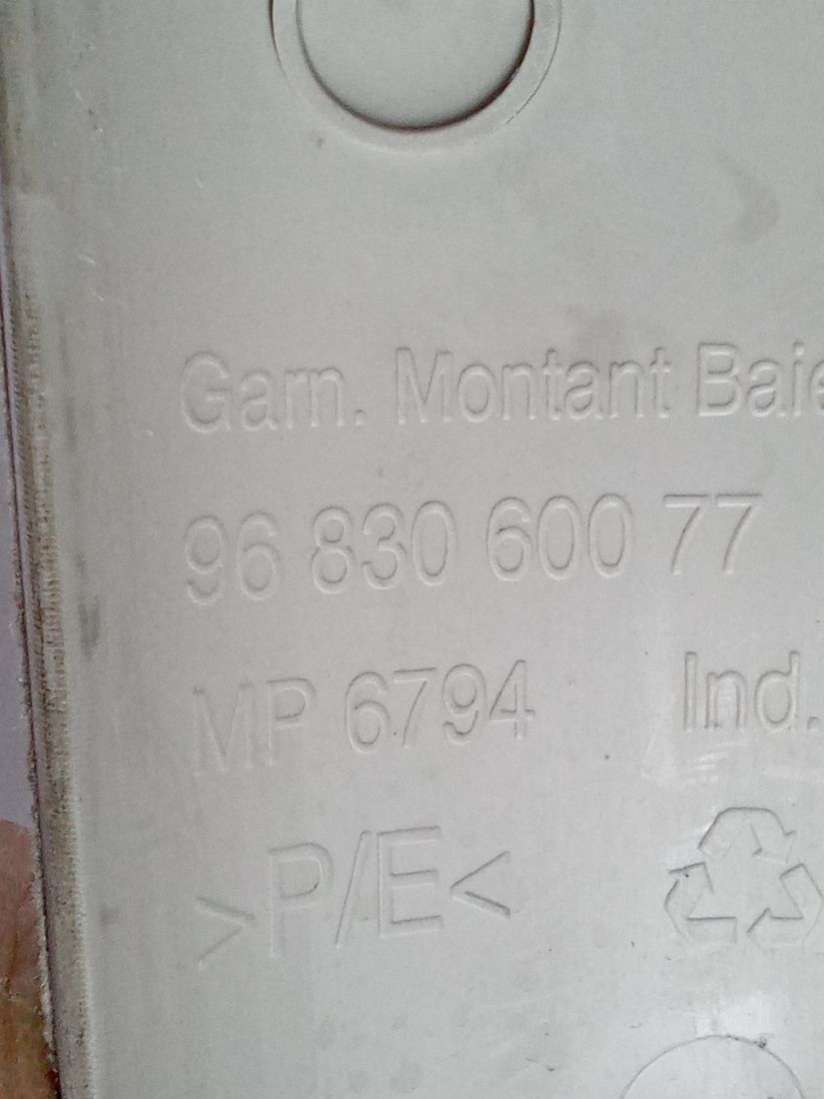 Garn. Montant Baie
96 830 600 77
MP 6794 Ind.
>P/E<